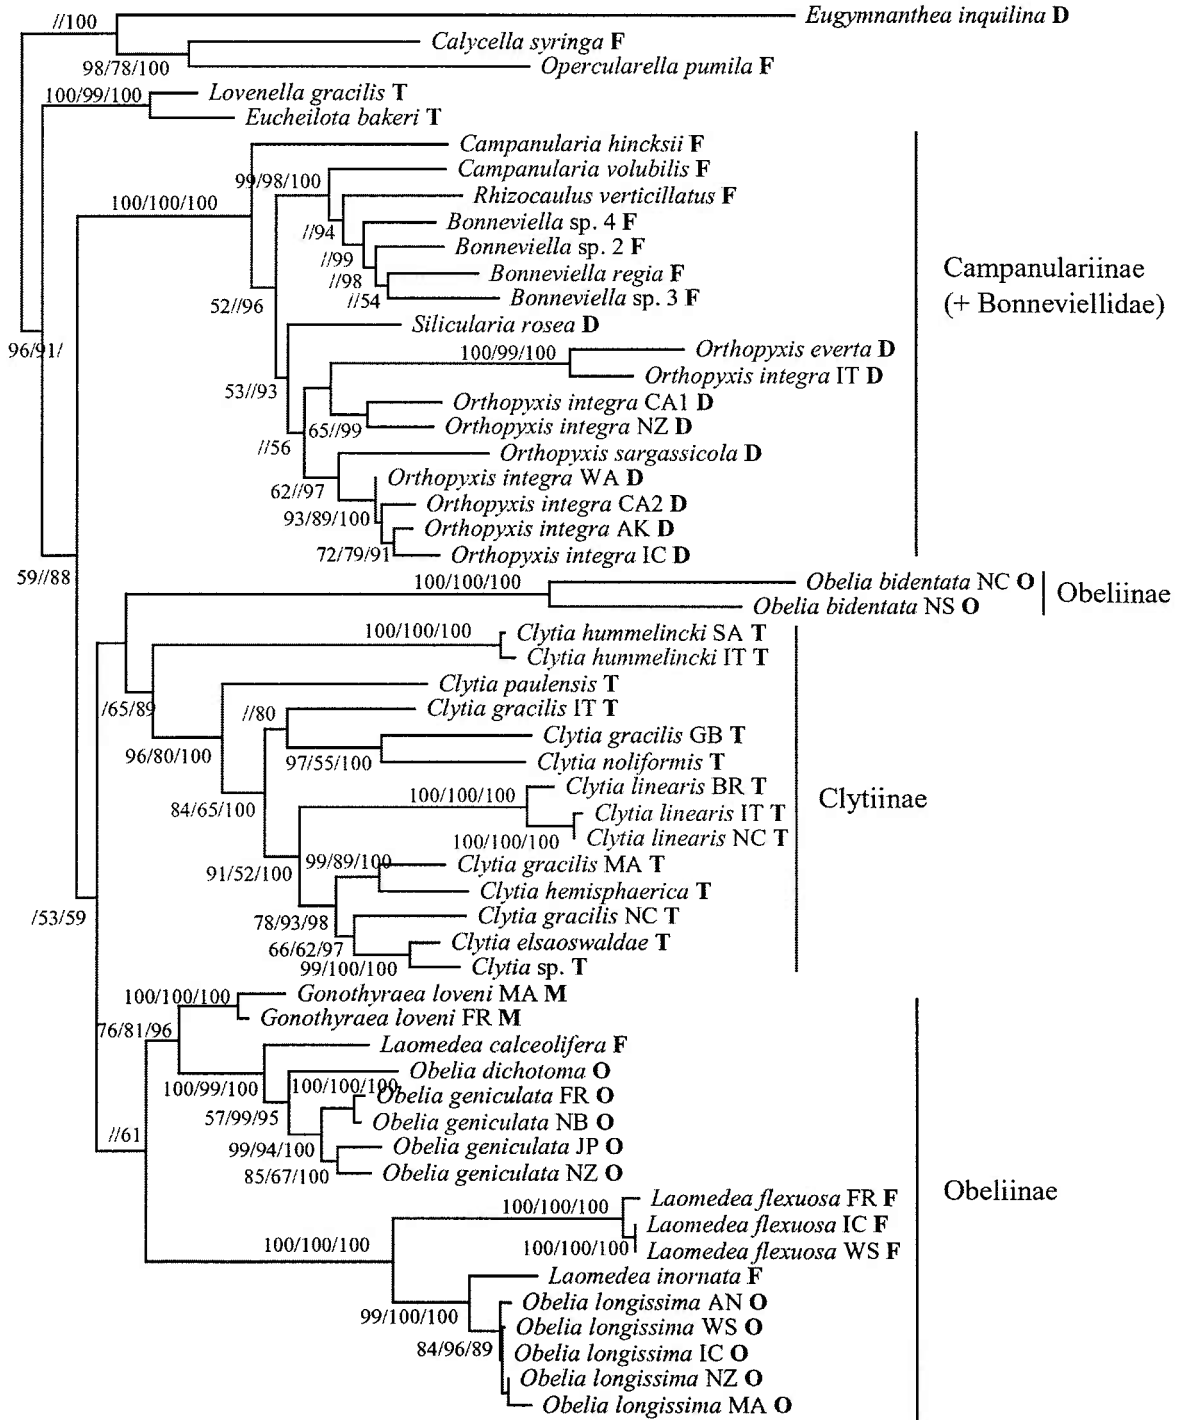 //100
Eugymnanthea inquilina D
Calycella syringa F
98/78/100
Opercularella pumila F
100/99/100
Lovenella gracilis T
Eucheilota bakeri T
Campanularia hincksii F
99/98/100
Campanularia volubilis F
100/100/100
Rhizocaulus verticillatus F
//94
Bonneviella sp. 4 F
//99
Bonneviella sp. 2 F
//98
Bonneviella regia F
//54
Bonneviella sp. 3 F
52//96
Campanulariinae
(+ Bonneviellidae)
Silicularia rosea D
96/91/
100/99/100
Orthopyxis everta D
Orthopyxis integra IT D
53//93
Orthopyxis integra CA1 D
65//99
Orthopyxis integra NZ D
//56
Orthopyxis sargassicola D
Orthopyxis integra WA D
62//97
Orthopyxis integra CA2 D
93/89/100
Orthopyxis integra AK D
72/79/91
Orthopyxis integra IC D
59//88
100/100/100
Obelia bidentata NC O
Obeliinae
Obelia bidentata NS O
100/100/100
Clytia hummelincki SA T
Clytia hummelincki IT T
Clytia paulensis T
/65/89
//80
Clytia gracilis IT T
Clytia gracilis GB T
96/80/100
97/55/100
Clytia noliformis T
Clytia linearis BR T
100/100/100
Clytiinae
84/65/100
Clytia linearis IT T
100/100/100
Clytia linearis NC T
99/89/100
Clytia gracilis MA T
91/52/100
Clytia hemisphaerica T
/53/59
78/93/98
Clytia gracilis NC T
66/62/97
Clytia elsaoswaldae T
99/100/100
Clytia sp. T
100/100/100
Gonothyraea loveni MA M
Gonothyraea loveni FR M
76/81/96
Laomedea calceolifera F
Obelia dichotoma O
100/99/100
100/100/100
Obelia geniculata FR O
57/99/95
Obelia geniculata NB O
//61
99/94/100
Obelia geniculata JP O
85/67/100
Obelia geniculata NZ O
Obeliinae
100/100/100
Laomedea flexuosa FR F
Laomedea flexuosa IC F
100/100/100
100/100/100
Laomedea flexuosa WS F
Laomedea inornata F
99/100/100
Obelia longissima AN O
Obelia longissima WS O
84/96/89
Obelia longissima IC O
Obelia longissima NZ O
Obelia longissima MA O